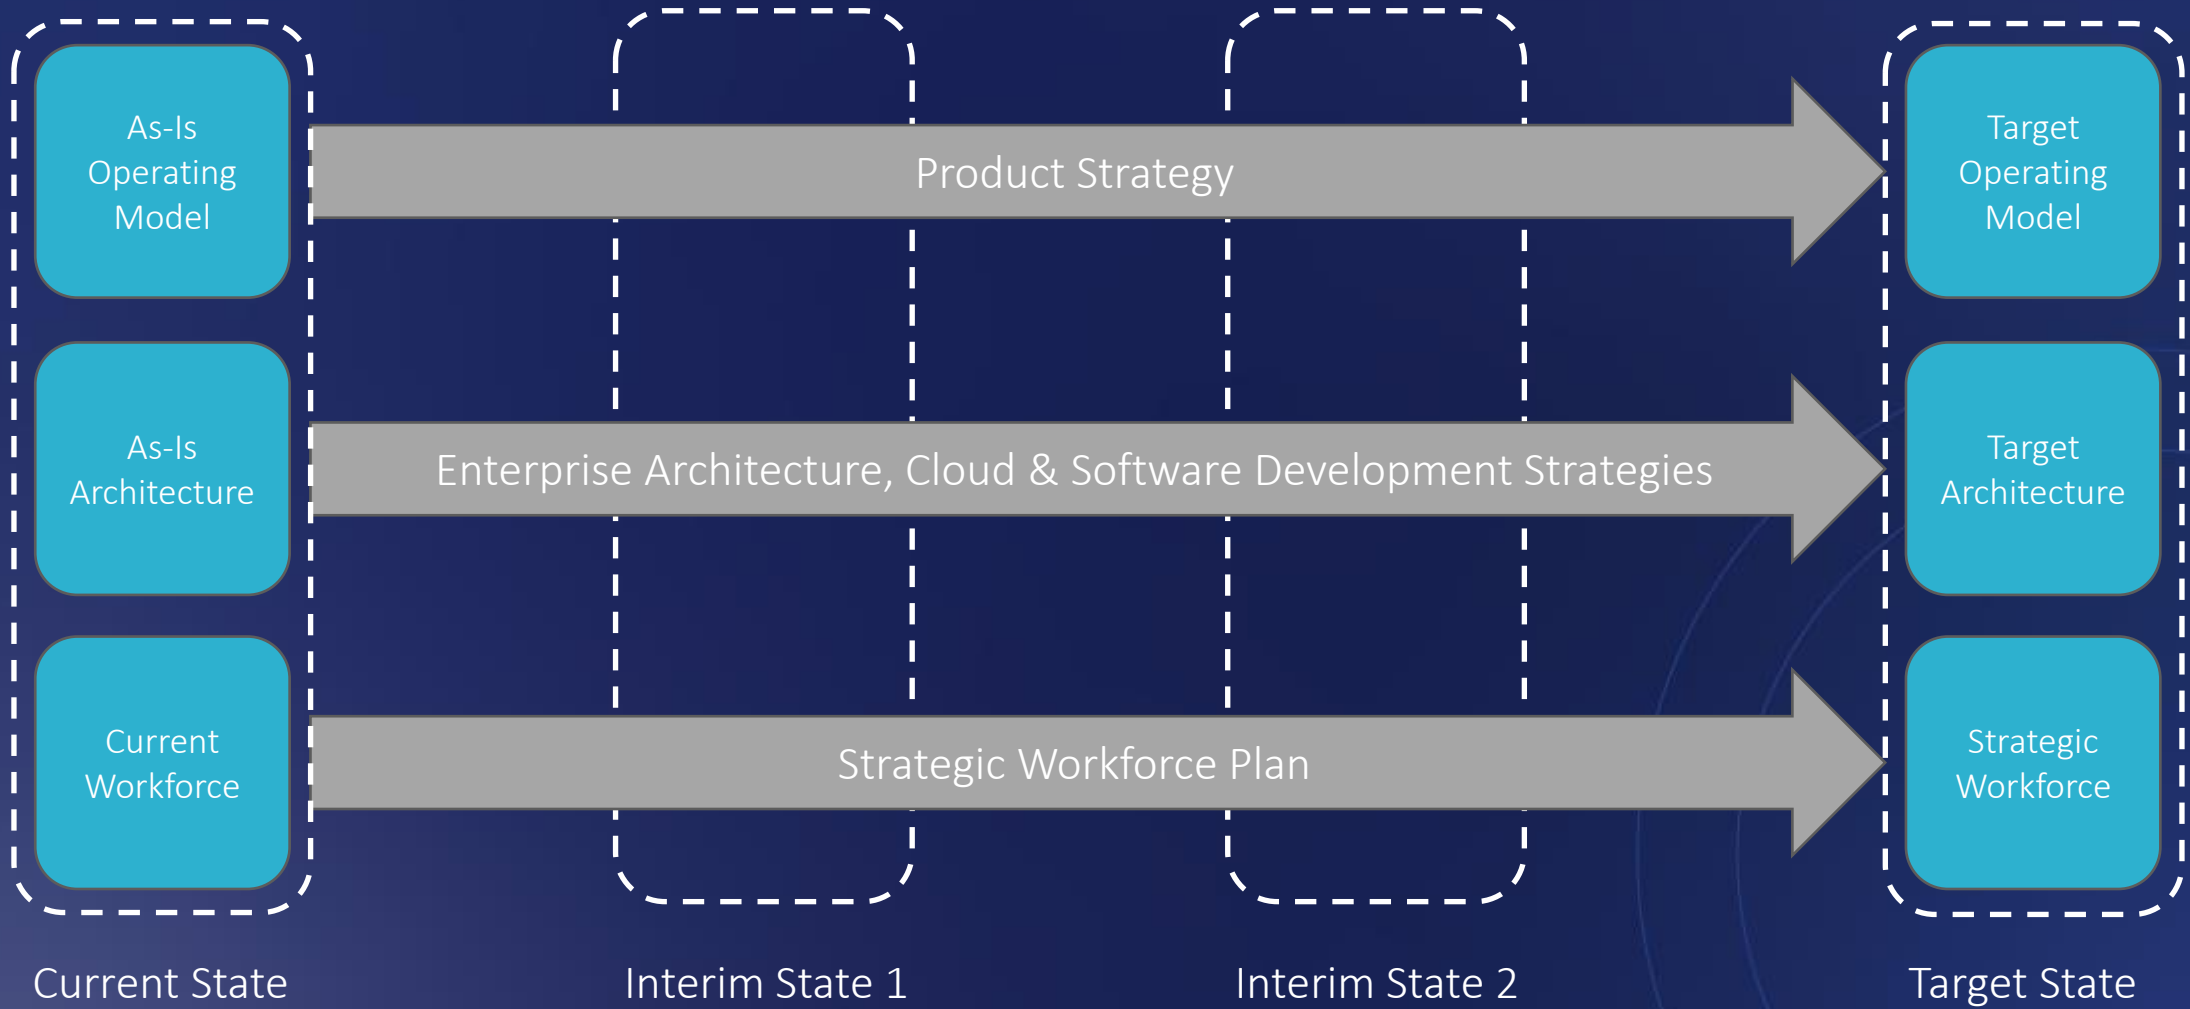 As-Is
Operating
Model
Product Strategy
Target
Operating
Model
As-Is
Architecture
Enterprise Architecture, Cloud & Software Development Strategies
Target
Architecture
Current
Workforce
Strategic Workforce Plan
Strategic
Workforce
Current State
Interim State 1
Interim State 2
Target State